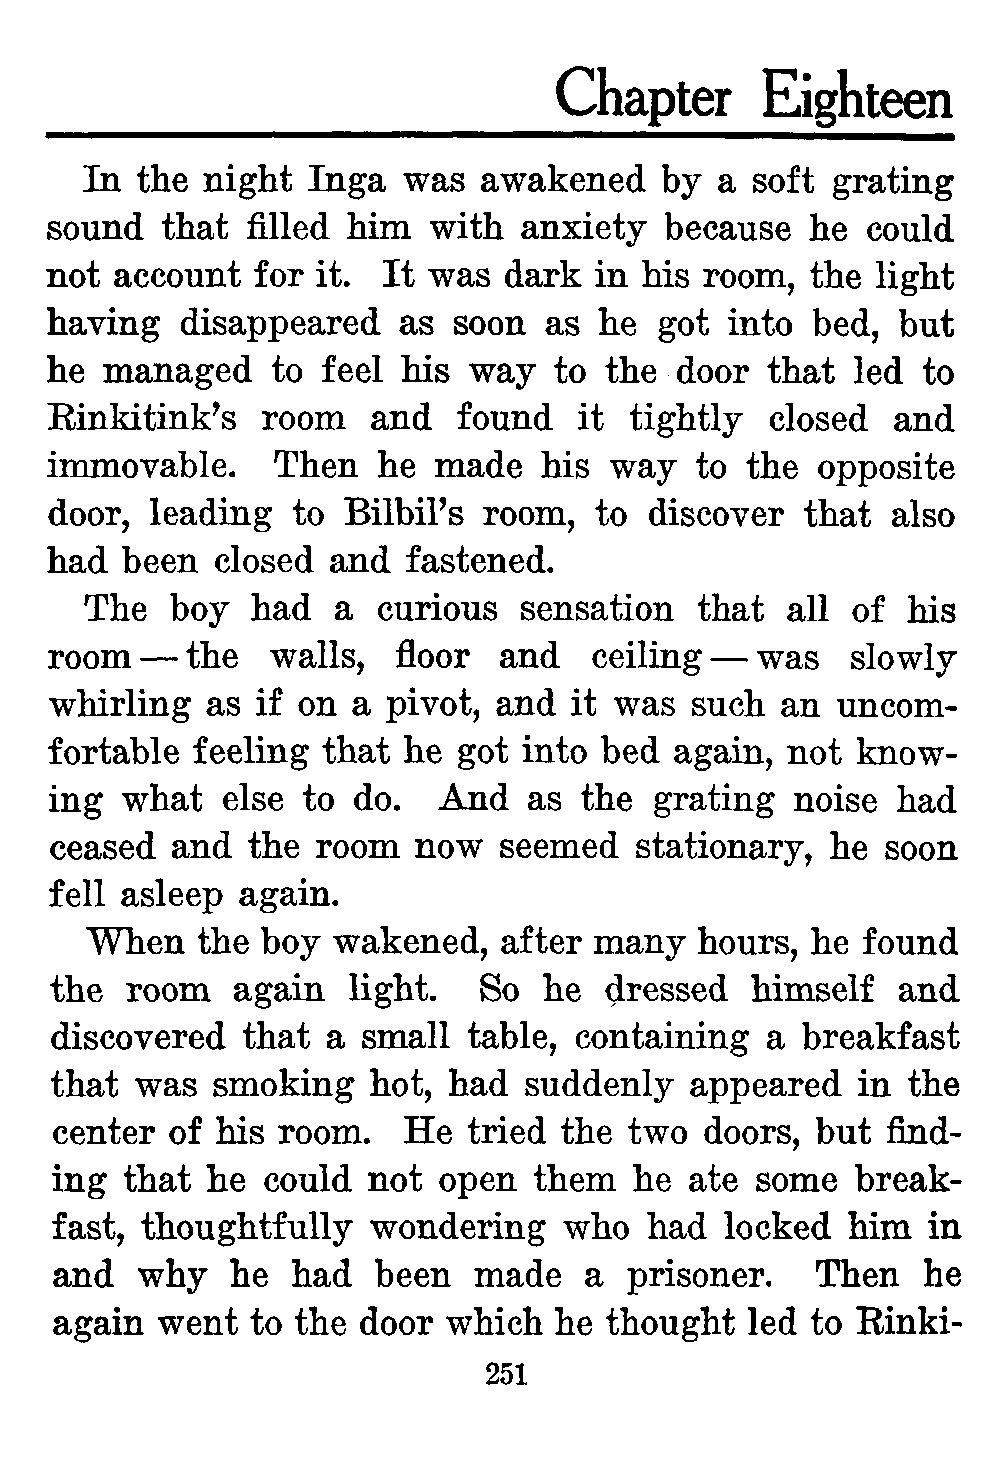 Chapter Eighteen
In the night Inga was awakened by a soft grating
sound that filled him with anxiety because he could
not account for it. It was dark in his room, the light
having disappeared as soon as he got into bed, but
he managed to feel his way to the door that led to
Rinkitink's room and found it tightly closed and
immovable. Then he made his way to the opposite
door, leading to Bilbil's room, to discover that also
had been closed and fastened.
The boy had a curious sensation that all of his
room — the walls, floor and ceiling — was slowly
whirling as if on a pivot, and it was such an uncom-
fortable feeling that he got into bed again, not know-
ing what else to do. And as the grating noise had
ceased and the room now seemed stationary, he soon
fell asleep again.
When the boy wakened, after many hours, he found
the room again light. So he dressed himself and
discovered that a small table, containing a breakfast
that was smoking hot, had suddenly appeared in the
center of his room. He tried the two doors, but find-
ing that he could not open them he ate some break-
fast, thoughtfully wondering who had locked him in
and why he had been made a prisoner. Then he
again went to the door which he thought led to Rinki-
251